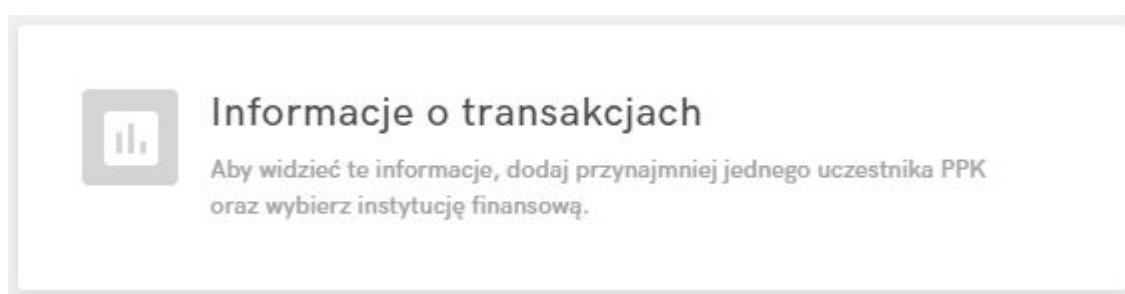 Informacje o transakcjach
Aby widzieć te informacje, dodaj przynajmniej jednego uczestnika PPK
oraz wybierz instytucję finansową.